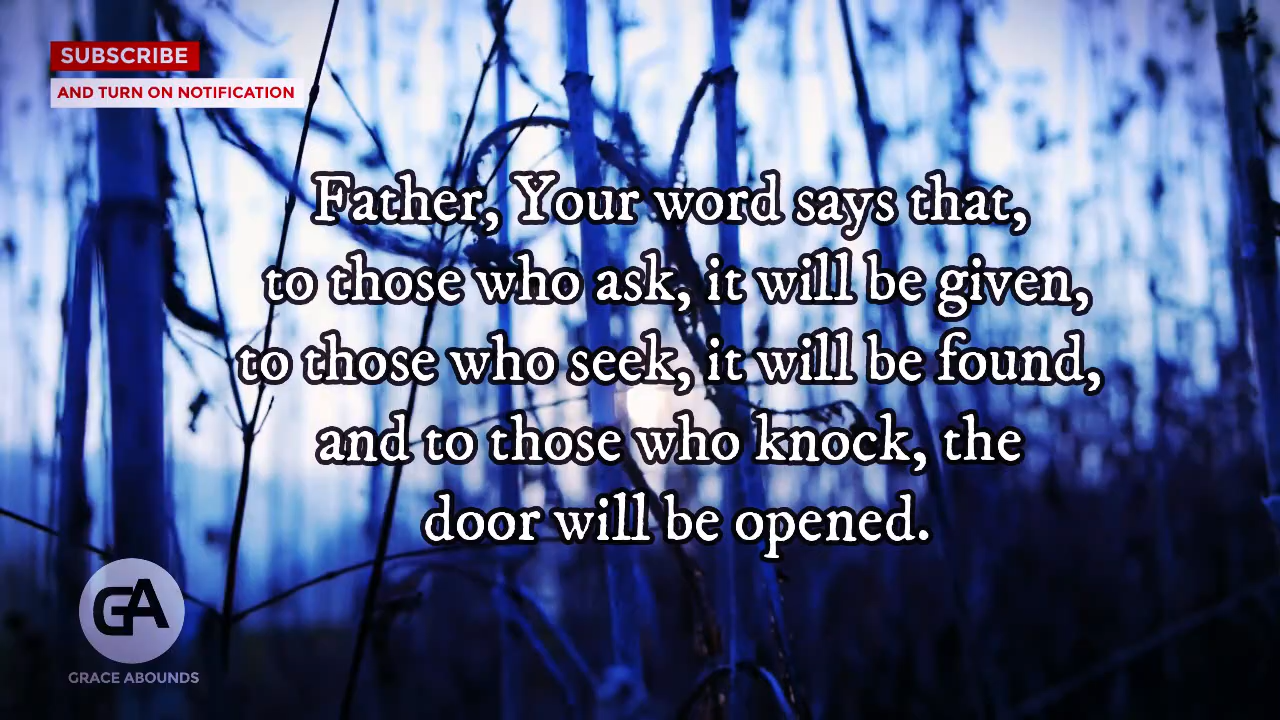 SUBSCRIBE
AND TURN ON NOTIFICATION
Father, Your word says that,
to those who ask, it will be given,
to those who seek, it will be found,
and to those who knock, the
door will be opened.
GA
GRACE ABOUNDS